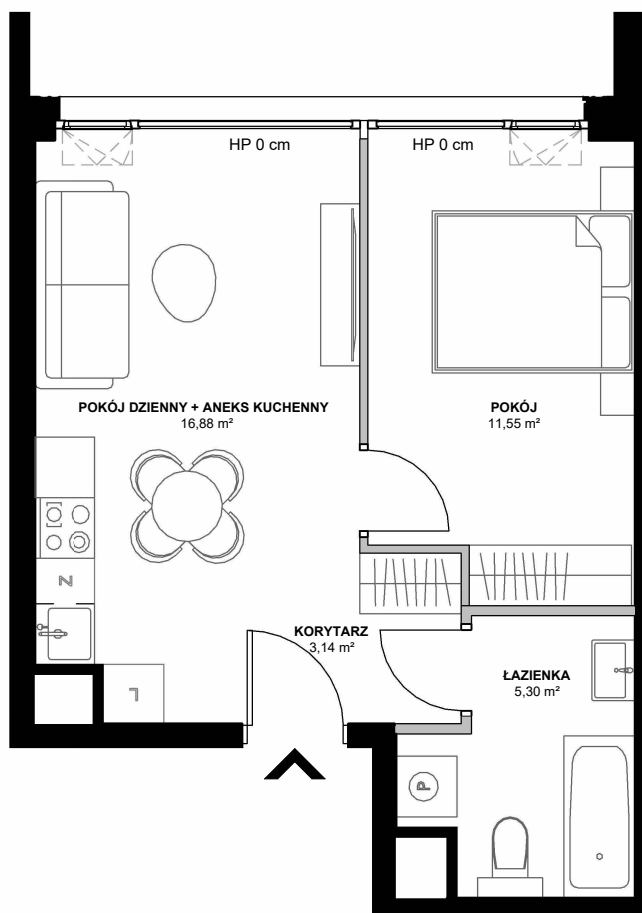 HP 0 cm
HP 0 cm
POKÓJ DZIENNY + ANEKS KUCHENNY
16,88 m²
POKÓJ
11,55 m²
N
KORYTARZ
3,14 m²
ŁAZIENKA
5,30 m²
L
P